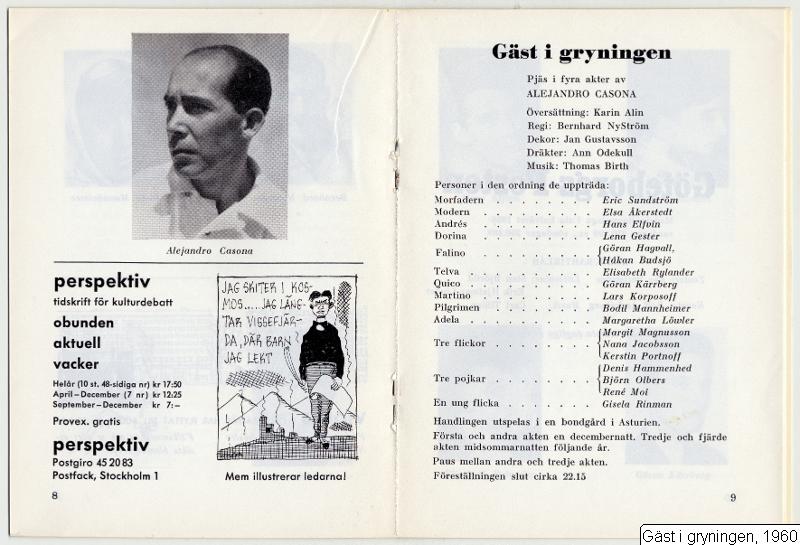 Alejandro Casona
perspektiv
tidskrift för kulturdebatt
obunden
aktuell
vacker
Helår (10 st. 48-sidiga nr) kr 17:50
April—December (7 nr) kr 12:25
September—December kr 7:—
Provex. gratis
perspektiv
Postgiro 45 20 83
Postfack, Stockholm 1
JAG SKITER I KOS-
MOS.... JAG LÄNG-
TAR VISSEFJÄR-
DA, DÄR BARN
JAG LEKT
Mem illustrerar ledarna!
8
Gäst i gryningen
Pjäs i fyra akter av
ALEJANDRO CASONA
Översättning: Karin Alin
Regi: Bernhard NyStröm
Dekor: Jan Gustavsson
Dräkter: Ann Odekull
Musik: Thomas Birth
Personer i den ordning de uppträda:
Morfadern . . . . . . . . Eric Sundström
Modern . . . . . . . . . Elsa Åkerstedt
Andrés . . . . . . . . . Hans Elfvin
Dorina . . . . . . . . . Lena Gester
Falino . . . . . . . . . { Göran Hagvall,
Håkan Budsjö
Telva . . . . . . . . . Elisabeth Rylander
Quico . . . . . . . . . Göran Kärrberg
Martino . . . . . . . . Lars Korposoff
Pilgrimen . . . . . . . . Bodil Mannheimer
Adela . . . . . . . . . Margaretha Löwler
Tre flickor . . . . . . . { Margit Magnusson
Nana Jacobsson
Kerstin Portnoff
Tre pojkar . . . . . . . { Denis Hammenhed
Björn Olbers
René Moi
En ung flicka . . . . . . . Gisela Rinman
Handlingen utspelas i en bondgård i Asturien.
Första och andra akten en decembernatt. Tredje och fjärde
akten midsommarnatten följande år.
Paus mellan andra och tredje akten.
Föreställningen slut cirka 22.15
9
Gäst i gryningen, 1960